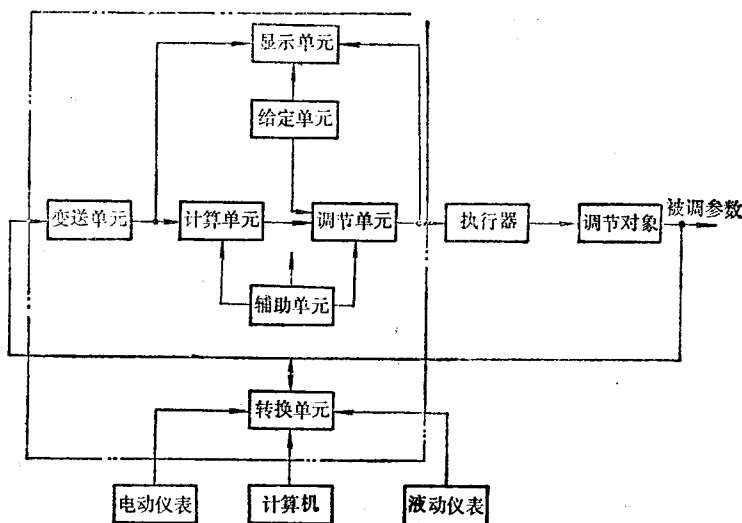 显示单元
给定单元
变送单元
计算单元
调节单元
执行器
调节对象
被调参数
辅助单元
转换单元
电动仪表
计算机
液动仪表